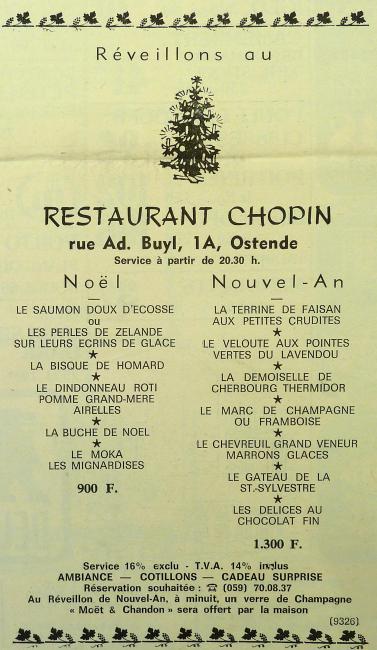 Réveillons au
RESTAURANT CHOPIN
rue Ad. Buyl, 1A, Ostende
Service à partir de 20.30 h.
Noël
LE SAUMON DOUX D'ECOSSE
ou
LES PERLES DE ZELANDE
SUR LEURS ECRINS DE GLACE
★
LA BISQUE DE HOMARD
★
LE DINDONNEAU ROTI
POMME GRAND-MERE
AIRELLES
★
LA BUCHE DE NOEL
★
LE MOKA
LES MIGNARDISES
900 F.
Nouvel-An
LA TERRINE DE FAISAN
AUX PETITES CRUDITES
★
LE VELOUTE AUX POINTES
VERTES DU LAVENDOU
★
LA DEMOISELLE DE
CHERBOURG THERMIDOR
★
LE MARC DE CHAMPAGNE
OU FRAMBOISE
★
LE CHEVREUIL GRAND VENEUR
MARRONS GLACES
★
LE GATEAU DE LA
ST.-SYLVESTRE
★
LES DELICES AU
CHOCOLAT FIN
1.300 F.
Service 16% exclu - T.V.A. 14% inclus
AMBIANCE — COTILLONS — CADEAU SURPRISE
Réservation souhaitée : ☎ (059) 70.08.37
Au Réveillon de Nouvel-An, à minuit, un verre de Champagne
« Moët & Chandon » sera offert par la maison
(9326)